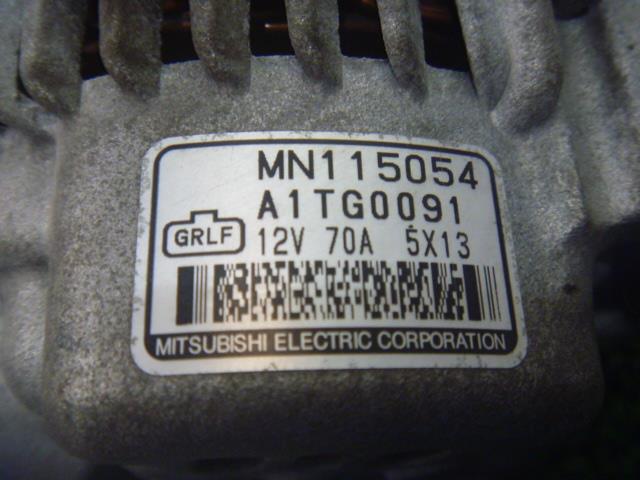 MN115054
A1TG0091
GRLF
12V 70A 5X13
MITSUBISHI ELECTRIC CORPORATION